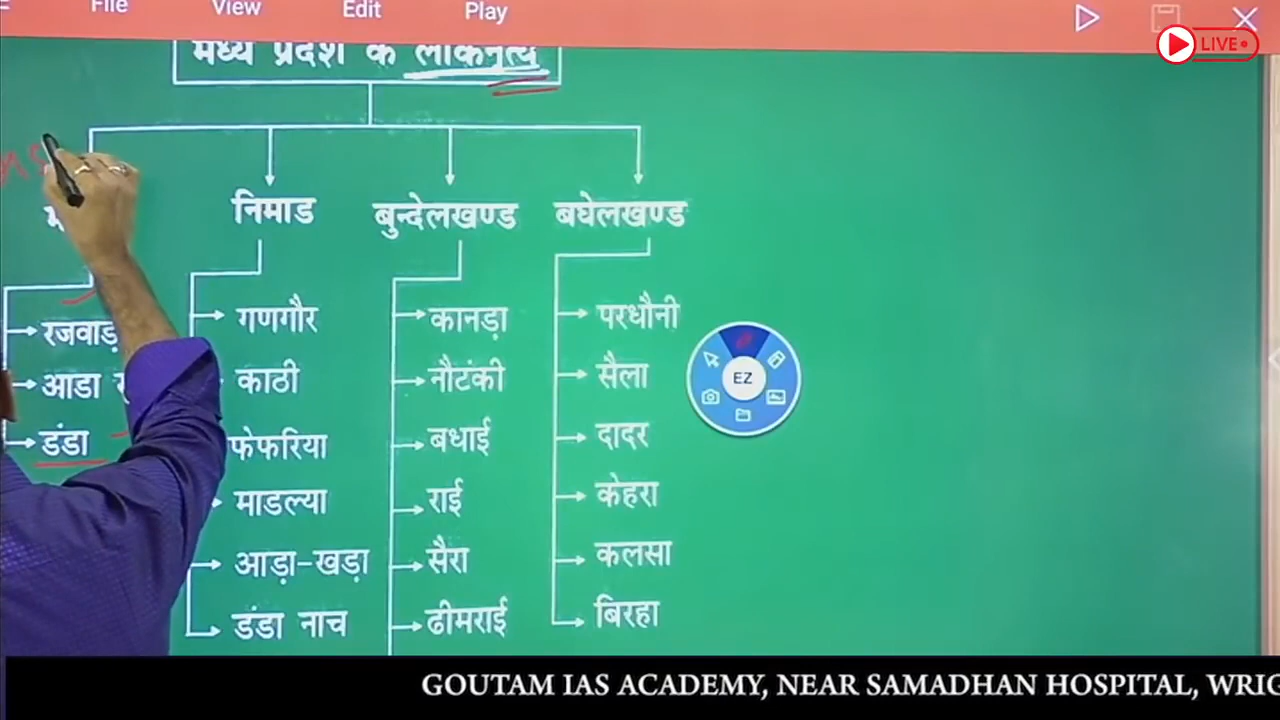 File View Edit Play
LIVE
मध्य प्रदेश के लोकनृत्य
निमाड बुन्देलखण्ड बघेलखण्ड
रजवाड़ गणगौर कानड़ा परधौनी
आडा काठी नौटंकी सैला
डंडा फेफरिया बधाई दादर
माडल्या राई केहरा
आड़ा-खड़ा सैरा कलसा
डंडा नाच ढीमराई बिरहा
EZ
GOUTAM IAS ACADEMY, NEAR SAMADHAN HOSPITAL, WRIG